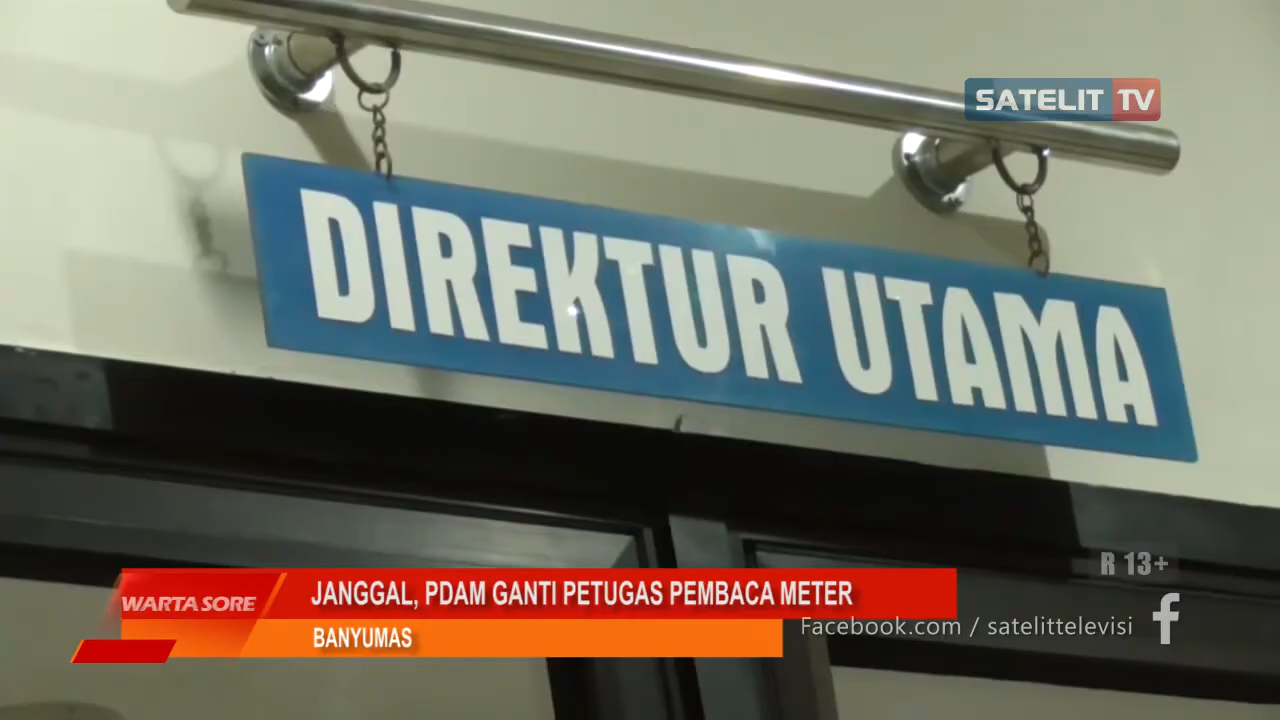 SATELIT TV
DIREKTUR UTAMA
R 13+
WARTA SORE
JANGGAL, PDAM GANTI PETUGAS PEMBACA METER
BANYUMAS
Facebook.com / satelittelevisi